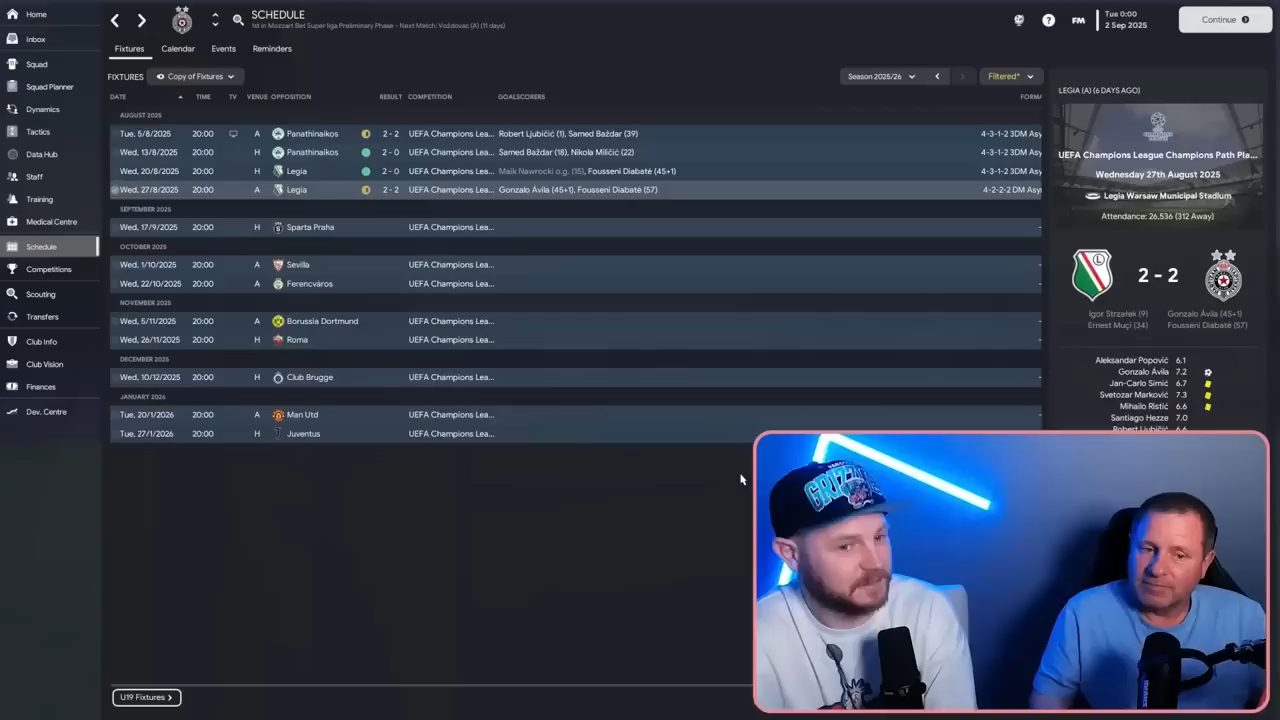 Home
Inbox
Squad
Squad Planner
Dynamics
Tactics
Data Hub
Staff
Training
Medical Centre
Schedule
Competitions
Scouting
Transfers
Club Info
Club Vision
Finances
Dev. Centre
SCHEDULE
1st in Mozzart Bet Super liga Preliminary Phase - Next Match: Voždovac (A) (11 days)
FM
Tue 0:00
2 Sep 2025
Continue
Fixtures Calendar Events Reminders
FIXTURES Copy of Fixtures Season 2025/26 Filtered*
DATE TIME TV VENUE OPPOSITION RESULT COMPETITION GOALSCORERS FORMA
AUGUST 2025
Tue, 5/8/2025 20:00 A Panathinaikos 2 - 2 UEFA Champions Lea... Robert Ljubičić (1), Samed Baždar (39) 4-3-1-2 3DM Asy
Wed, 13/8/2025 20:00 H Panathinaikos 2 - 0 UEFA Champions Lea... Samed Baždar (18), Nikola Miličić (22) 4-3-1-2 3DM Asy
Wed, 20/8/2025 20:00 H Legia 2 - 0 UEFA Champions Lea... Maik Nawrocki o.g. (15), Fousseni Diabaté (45+1) 4-3-1-2 3DM Asy
Wed, 27/8/2025 20:00 A Legia 2 - 2 UEFA Champions Lea... Gonzalo Ávila (45+1), Fousseni Diabaté (57) 4-2-2-2 DM Asy
SEPTEMBER 2025
Wed, 17/9/2025 20:00 H Sparta Praha UEFA Champions Lea... -
OCTOBER 2025
Wed, 1/10/2025 20:00 A Sevilla UEFA Champions Lea... -
Wed, 22/10/2025 20:00 A Ferencváros UEFA Champions Lea... -
NOVEMBER 2025
Wed, 5/11/2025 20:00 A Borussia Dortmund UEFA Champions Lea... -
Wed, 26/11/2025 20:00 H Roma UEFA Champions Lea... -
DECEMBER 2025
Wed, 10/12/2025 20:00 H Club Brugge UEFA Champions Lea... -
JANUARY 2026
Tue, 20/1/2026 20:00 A Man Utd UEFA Champions Lea... -
Tue, 27/1/2026 20:00 H Juventus UEFA Champions Lea... -
U19 Fixtures
LEGIA (A) (6 DAYS AGO)
UEFA Champions League Champions Path Pla...
Wednesday 27th August 2025
Legia Warsaw Municipal Stadium
Attendance: 26,536 (312 Away)
2 - 2
Igor Strzałek (9) Gonzalo Ávila (45+1)
Ernest Muçi (34) Fousseni Diabaté (57)
Aleksandar Popović 6.1
Gonzalo Ávila 7.2
Jan-Carlo Simić 6.7
Svetozar Marković 7.3
Mihailo Ristić 6.6
Santiago Hezze 7.0
GRIZZLIES